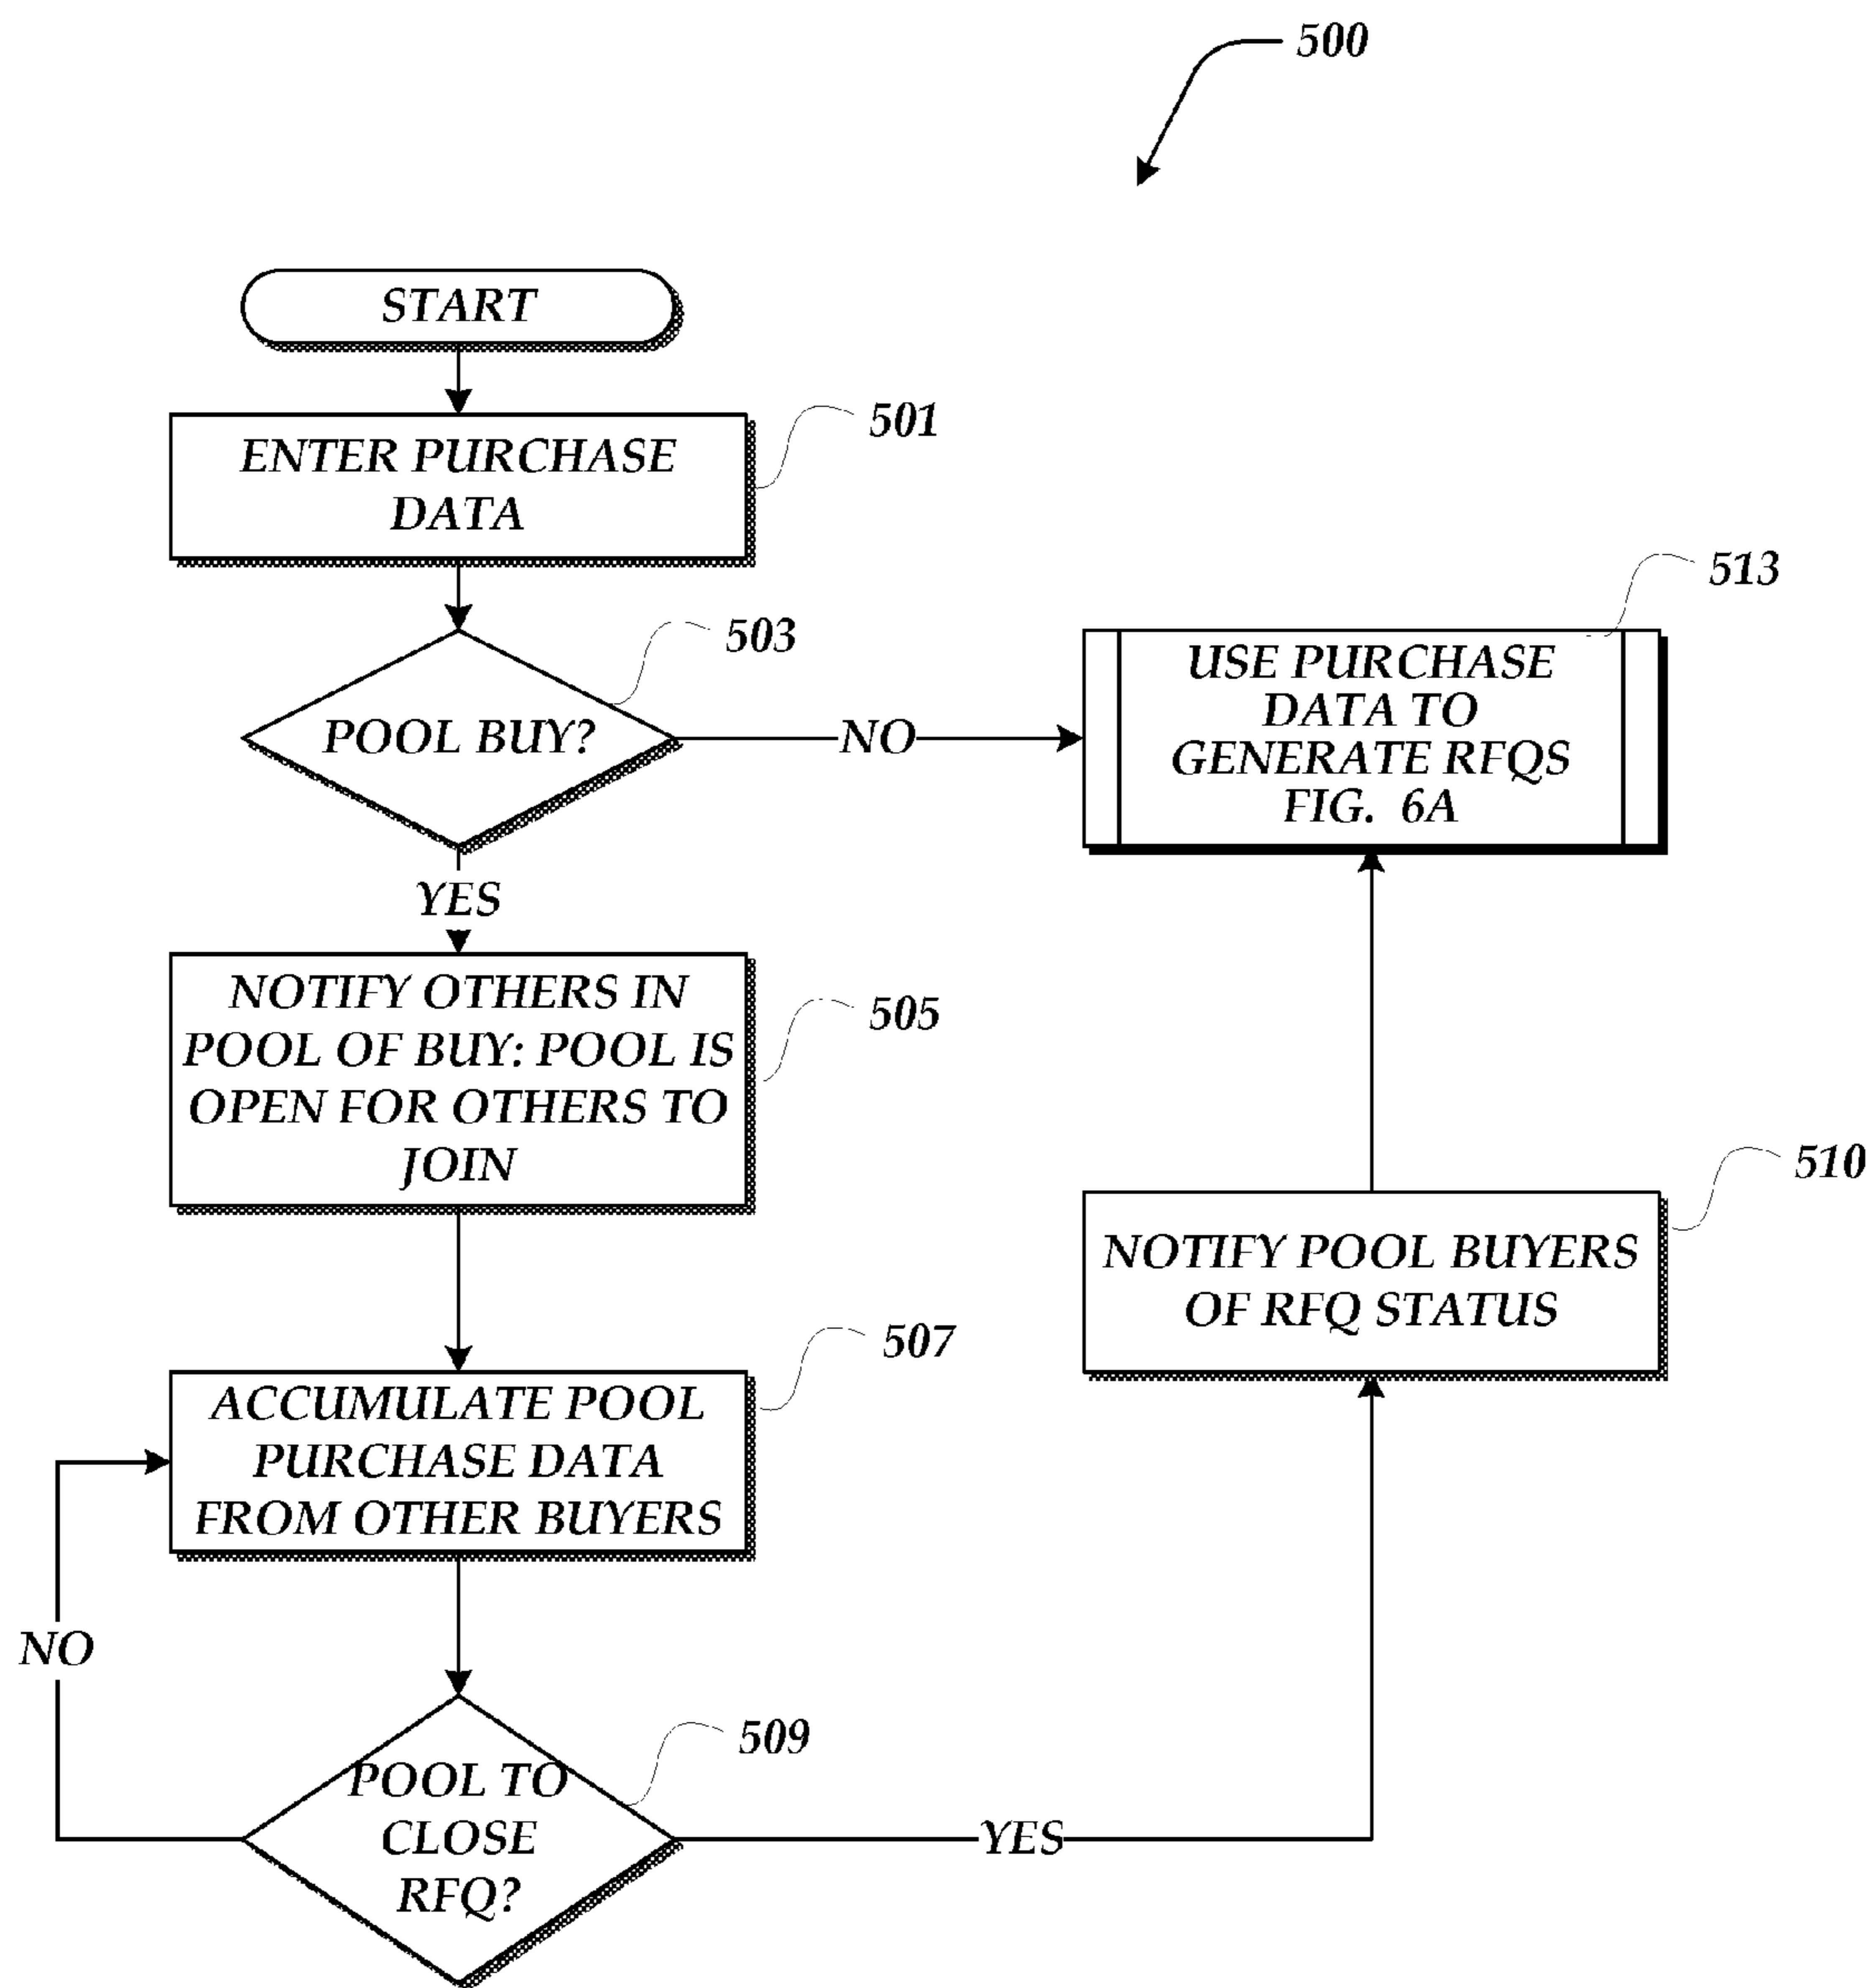 500
START
501
ENTER PURCHASE
DATA
503
POOL BUY?
NO
513
USE PURCHASE
DATA TO
GENERATE RFQS
FIG. 6A
YES
NOTIFY OTHERS IN
POOL OF BUY: POOL IS
OPEN FOR OTHERS TO
JOIN
505
510
NOTIFY POOL BUYERS
OF RFQ STATUS
507
ACCUMULATE POOL
PURCHASE DATA
FROM OTHER BUYERS
NO
509
POOL TO
CLOSE
RFQ?
YES